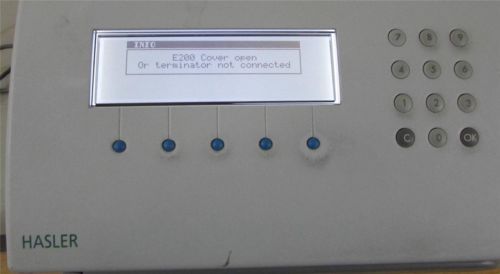 INFO
E200 Cover open
Or terminator not connected
7 8 9
4 5 6
1 2 3
C 0 OK
HASLER